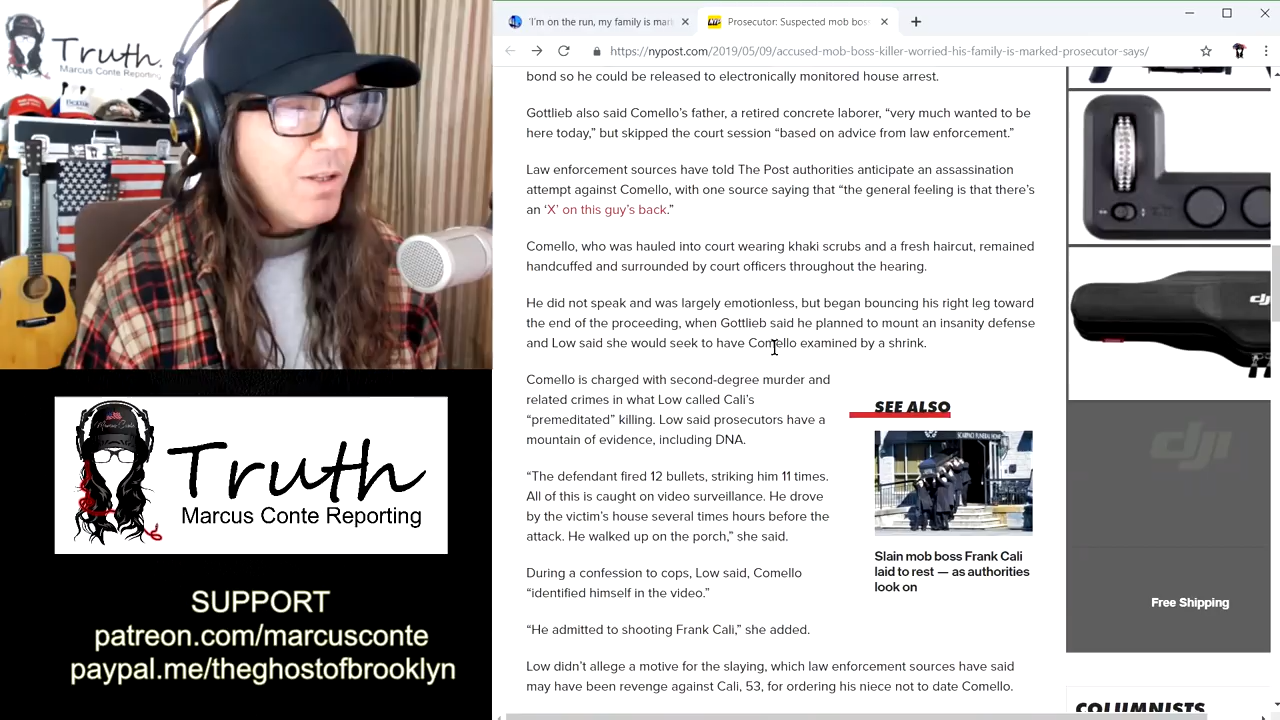 Truth.
Marcus Conte Reporting
Truth
Marcus Conte Reporting
SUPPORT
patreon.com/marcusconte
paypal.me/theghostofbrooklyn
'I'm on the run, my family is mar
Prosecutor: Suspected mob bos
https://nypost.com/2019/05/09/accused-mob-boss-killer-worried-his-family-is-marked-prosecutor-says/
bond so he could be released to electronically monitored house arrest.
Gottlieb also said Comello's father, a retired concrete laborer, “very much wanted to be
here today,” but skipped the court session “based on advice from law enforcement.”
Law enforcement sources have told The Post authorities anticipate an assassination
attempt against Comello, with one source saying that “the general feeling is that there's
an ‘X’ on this guy's back.”
Comello, who was hauled into court wearing khaki scrubs and a fresh haircut, remained
handcuffed and surrounded by court officers throughout the hearing.
He did not speak and was largely emotionless, but began bouncing his right leg toward
the end of the proceeding, when Gottlieb said he planned to mount an insanity defense
and Low said she would seek to have Comello examined by a shrink.
Comello is charged with second-degree murder and
related crimes in what Low called Cali's
“premeditated” killing. Low said prosecutors have a
mountain of evidence, including DNA.
“The defendant fired 12 bullets, striking him 11 times.
All of this is caught on video surveillance. He drove
by the victim's house several times hours before the
attack. He walked up on the porch,” she said.
During a confession to cops, Low said, Comello
“identified himself in the video.”
“He admitted to shooting Frank Cali,” she added.
Low didn't allege a motive for the slaying, which law enforcement sources have said
may have been revenge against Cali, 53, for ordering his niece not to date Comello.
SEE ALSO
Slain mob boss Frank Cali
laid to rest — as authorities
look on
dji
Free Shipping
COLUMNISTS